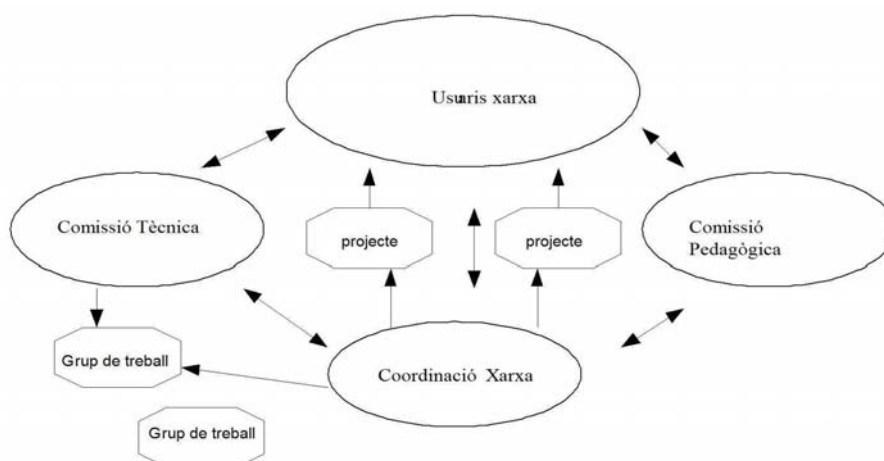 Usuaris xarxa
Comissió Tècnica
projecte
projecte
Comissió
Pedagògica
Grup de treball
Coordinació Xarxa
Grup de treball